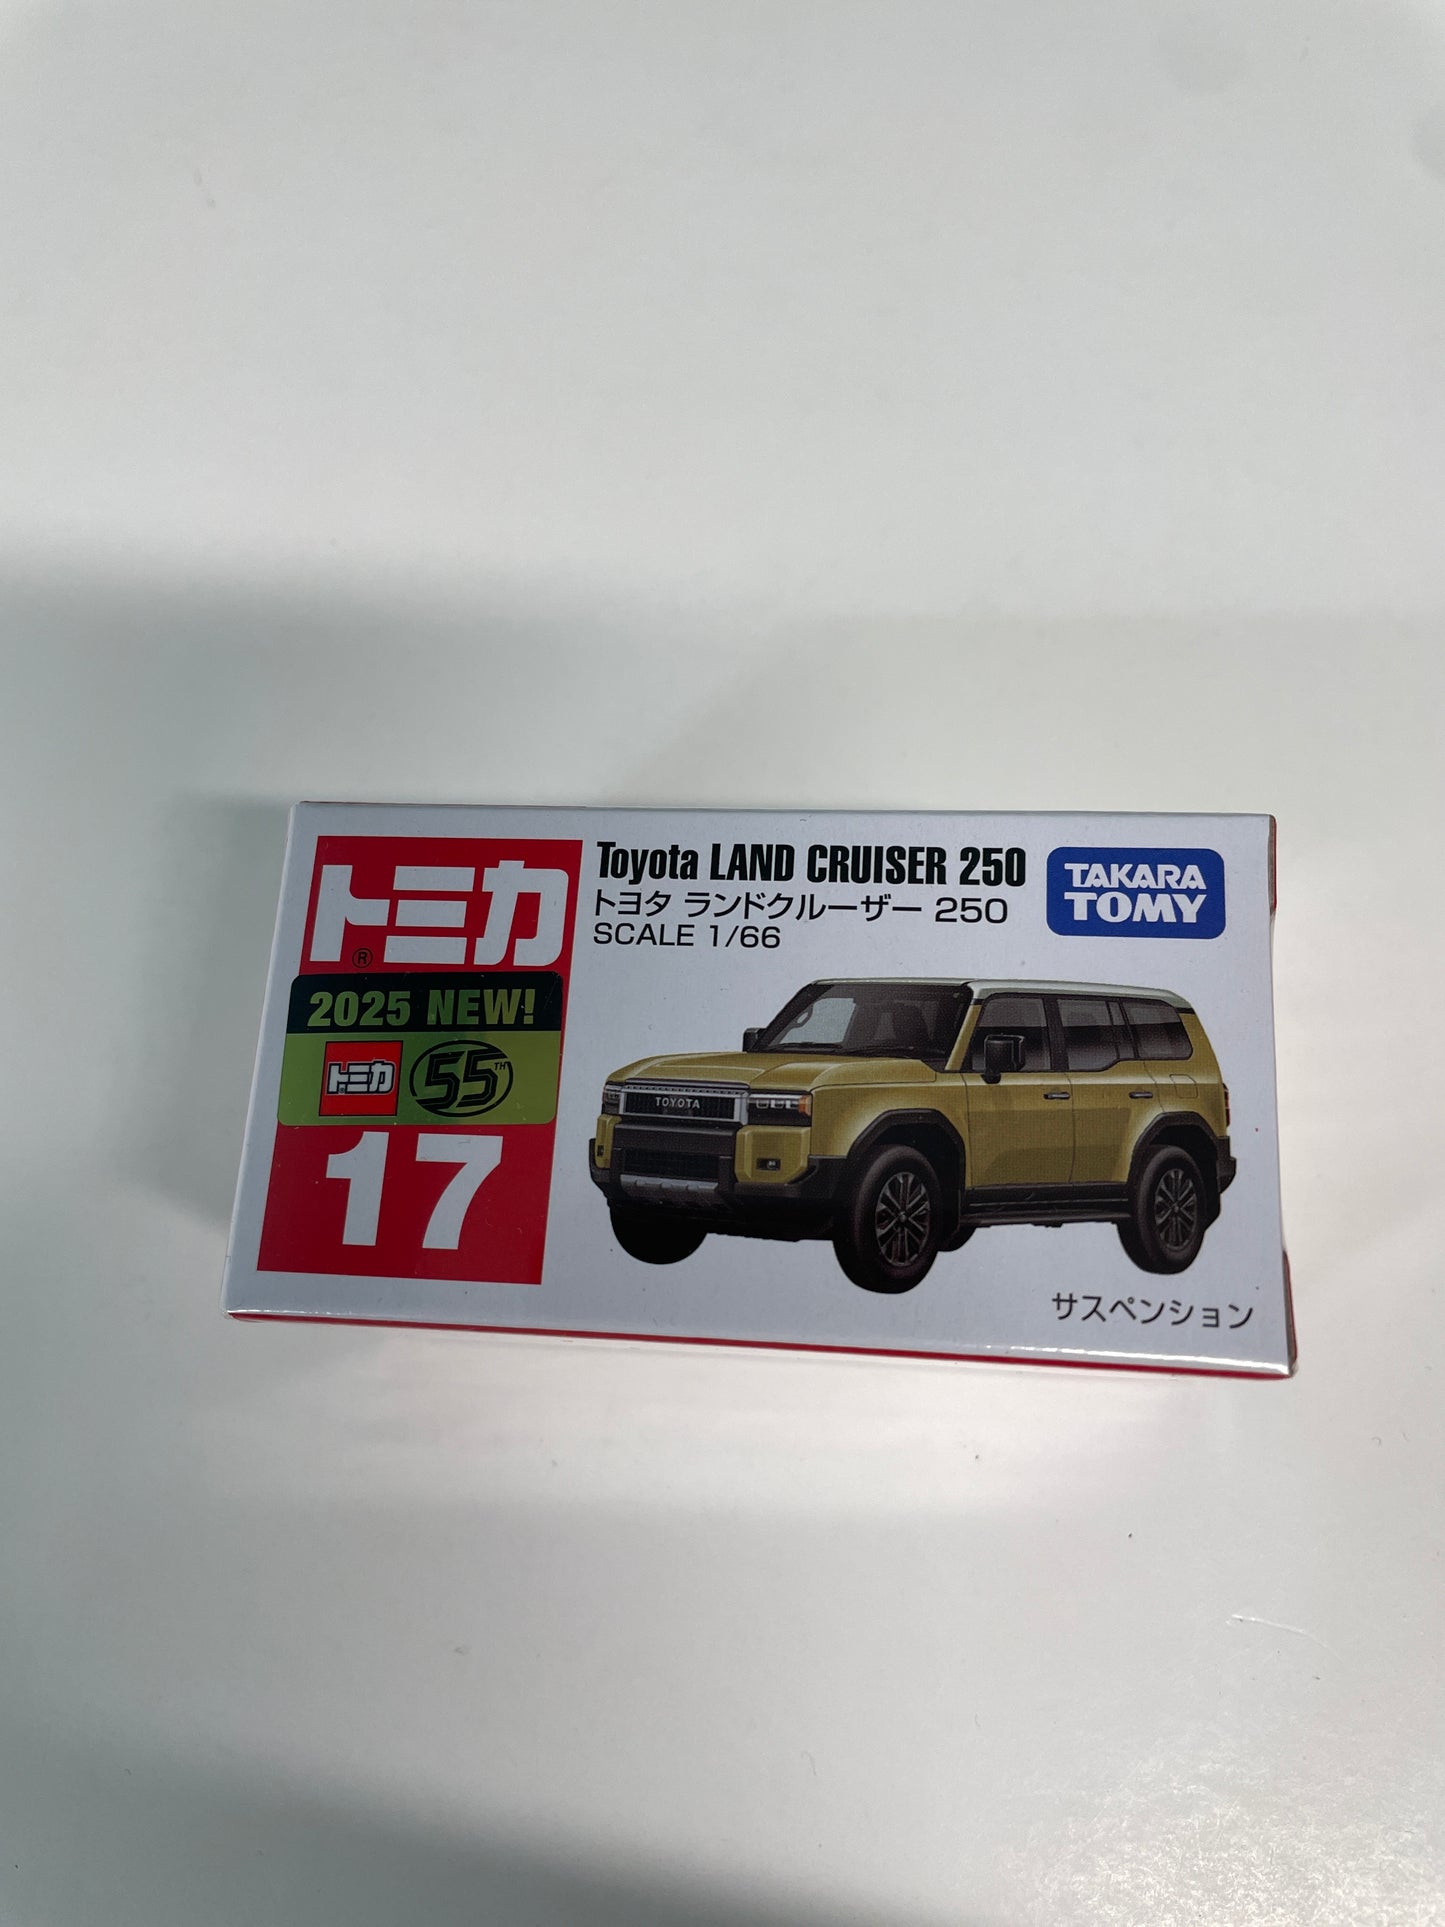 トミカ
®
2025 NEW!
トミカ 55TH
17
Toyota LAND CRUISER 250
トヨタ ランドクルーザー 250
SCALE 1/66
TAKARA
TOMY
TOYOTA
サスペンション